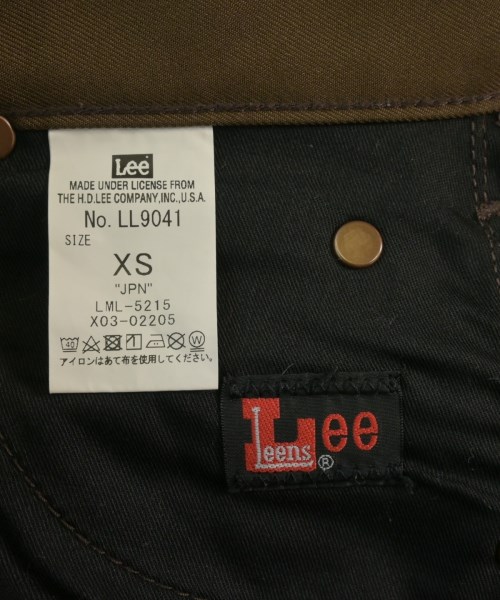 Lee
MADE UNDER LICENSE FROM
THE H.D.LEE COMPANY,INC.,U.S.A.
No. LL9041
SIZE
XS
"JPN"
LML-5215
X03-02205
40
W
アイロンはあて布を使用してください。
Lee
Leens®